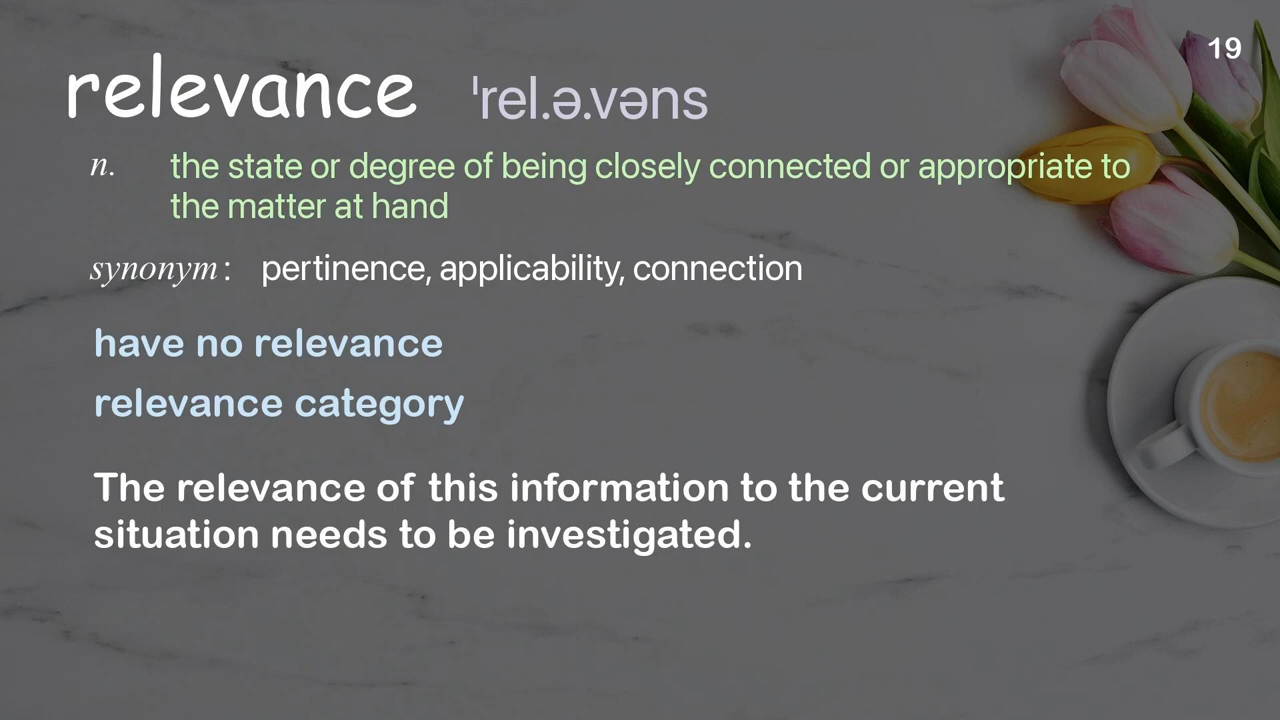 19
relevance ˈrel.ə.vəns
n. the state or degree of being closely connected or appropriate to
the matter at hand
synonym: pertinence, applicability, connection
have no relevance
relevance category
The relevance of this information to the current
situation needs to be investigated.